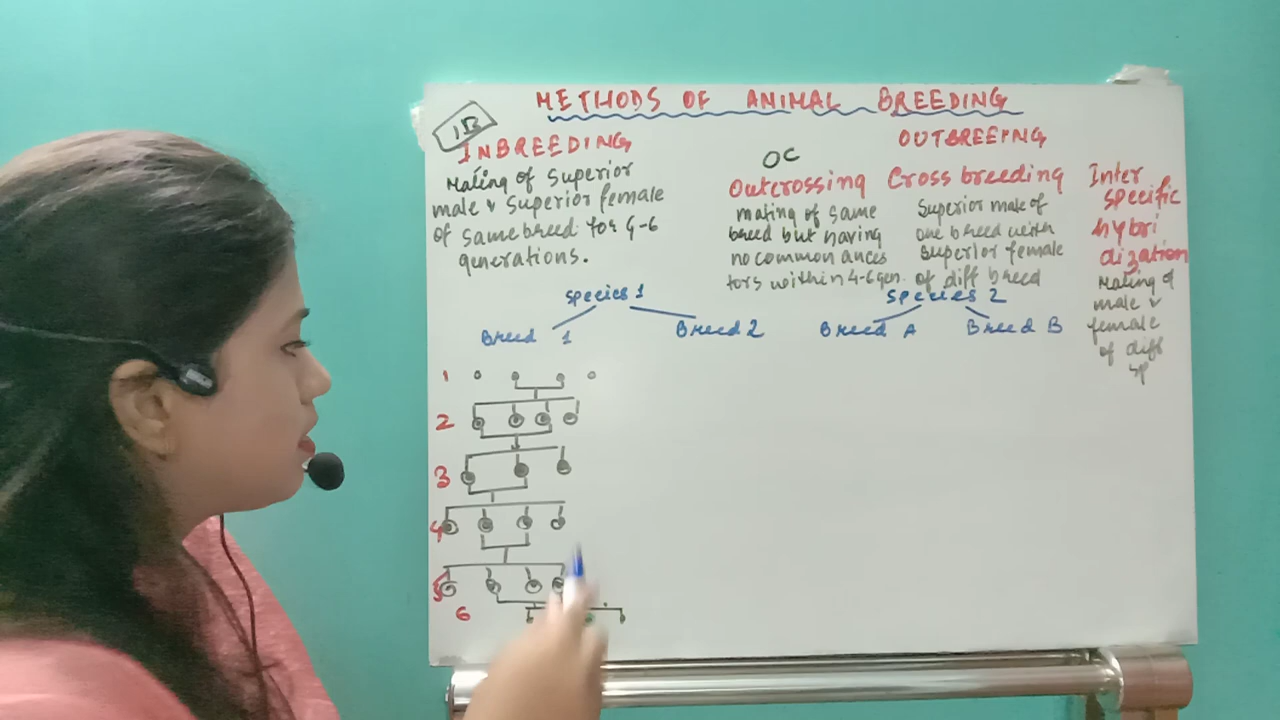 METHODS OF ANIMAL BREEDING
IB
INBREEDING
Mating of Superior
male & Superior female
of same breed for 4-6
generations.
OUTBREEPNG
OC
Outcrossing
mating of same
breed but having
no common ances
tors within 4-6 gen.
Cross breeding
Superior male of
one breed with
Superior female
of diff breed
Inter
specific
hybri
dization
Mating of
male &
female
of diff
sp
Species 1
Breed 1
Breed 2
Species 2
Breed A
Breed B
1
2
3
4
5
6